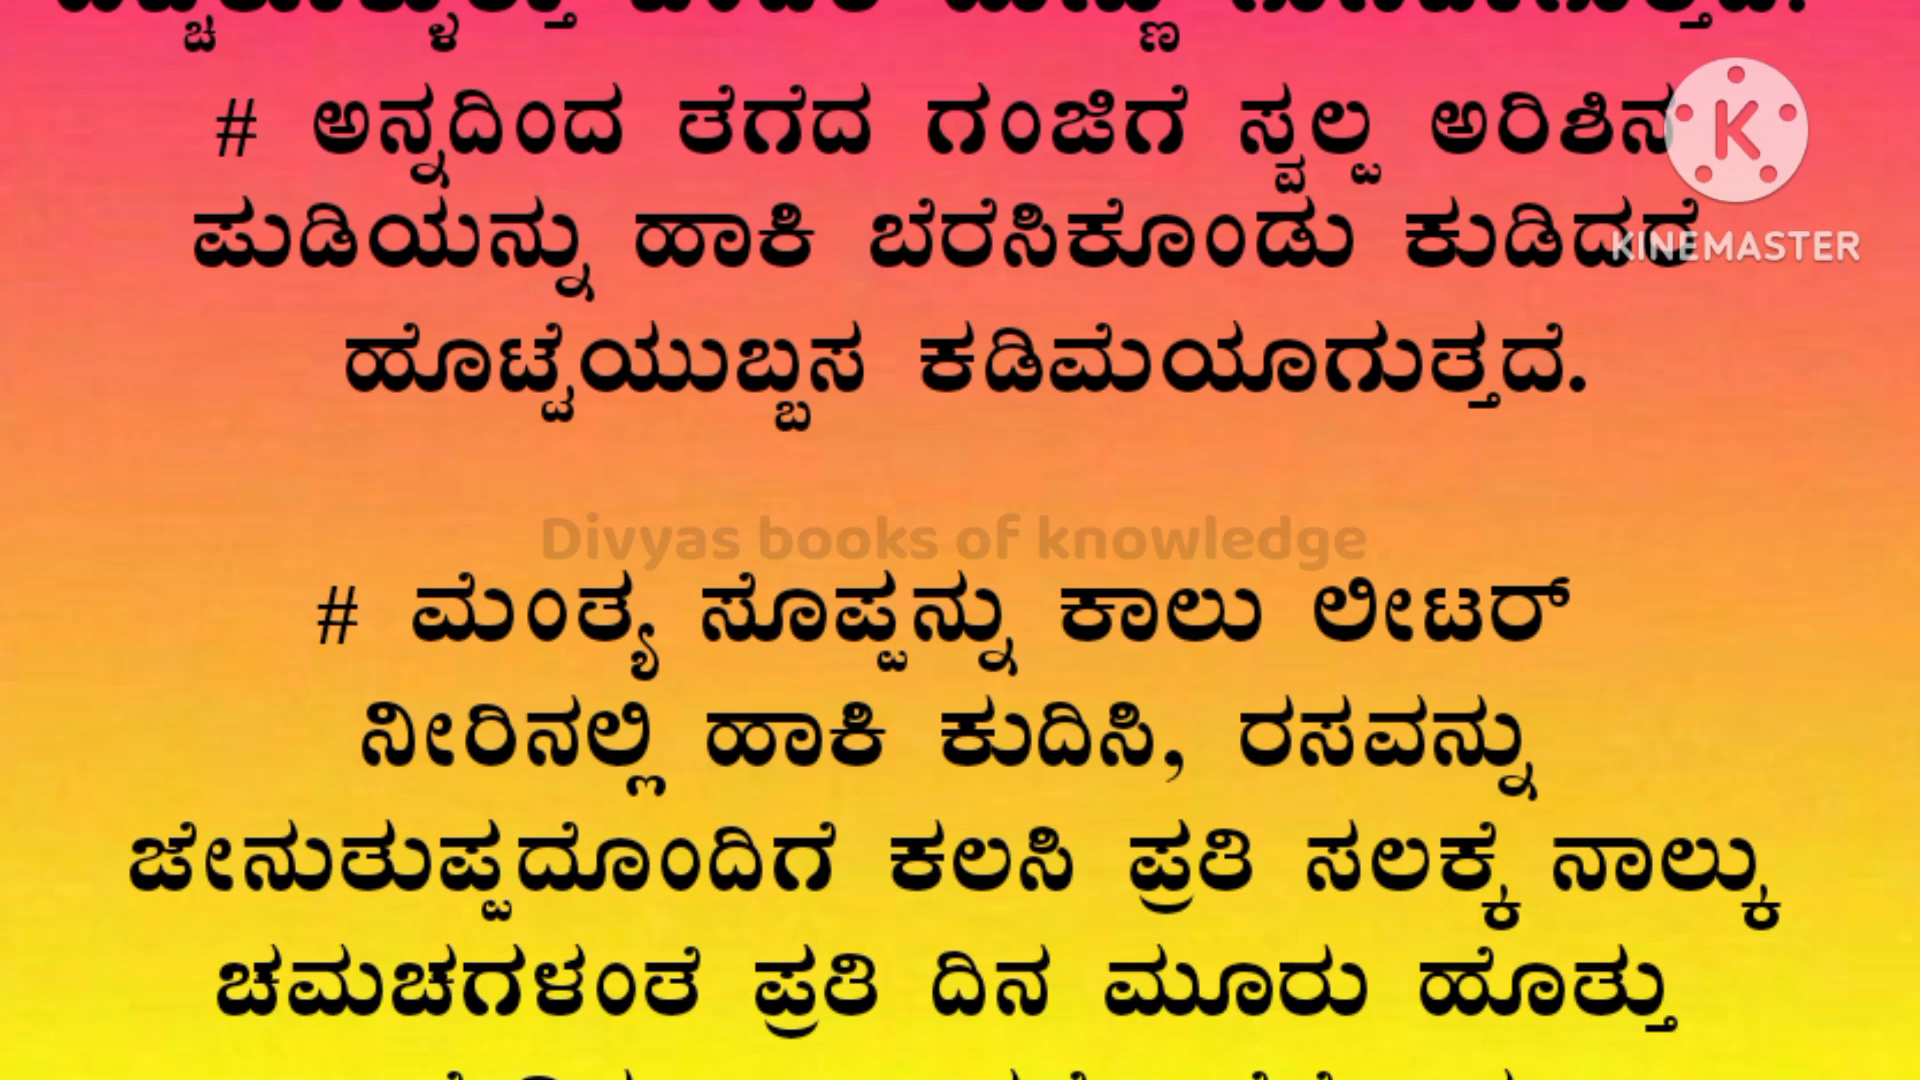 # ಅನ್ನದಿಂದ ತೆಗೆದ ಗಂಜಿಗೆ ಸ್ವಲ್ಪ ಅರಿಶಿನ
ಪುಡಿಯನ್ನು ಹಾಕಿ ಬೆರೆಸಿಕೊಂಡು ಕುಡಿದರೆ
KINEMASTER
ಹೊಟ್ಟೆಯುಬ್ಬಸ ಕಡಿಮೆಯಾಗುತ್ತದೆ.
Divyas books of knowledge
# ಮೆಂತ್ಯ ಸೊಪ್ಪನ್ನು ಕಾಲು ಲೀಟರ್
ನೀರಿನಲ್ಲಿ ಹಾಕಿ ಕುದಿಸಿ, ರಸವನ್ನು
ಜೇನುತುಪ್ಪದೊಂದಿಗೆ ಕಲಸಿ ಪ್ರತಿ ಸಲಕ್ಕೆ ನಾಲ್ಕು
ಚಮಚಗಳಂತೆ ಪ್ರತಿ ದಿನ ಮೂರು ಹೊತ್ತು